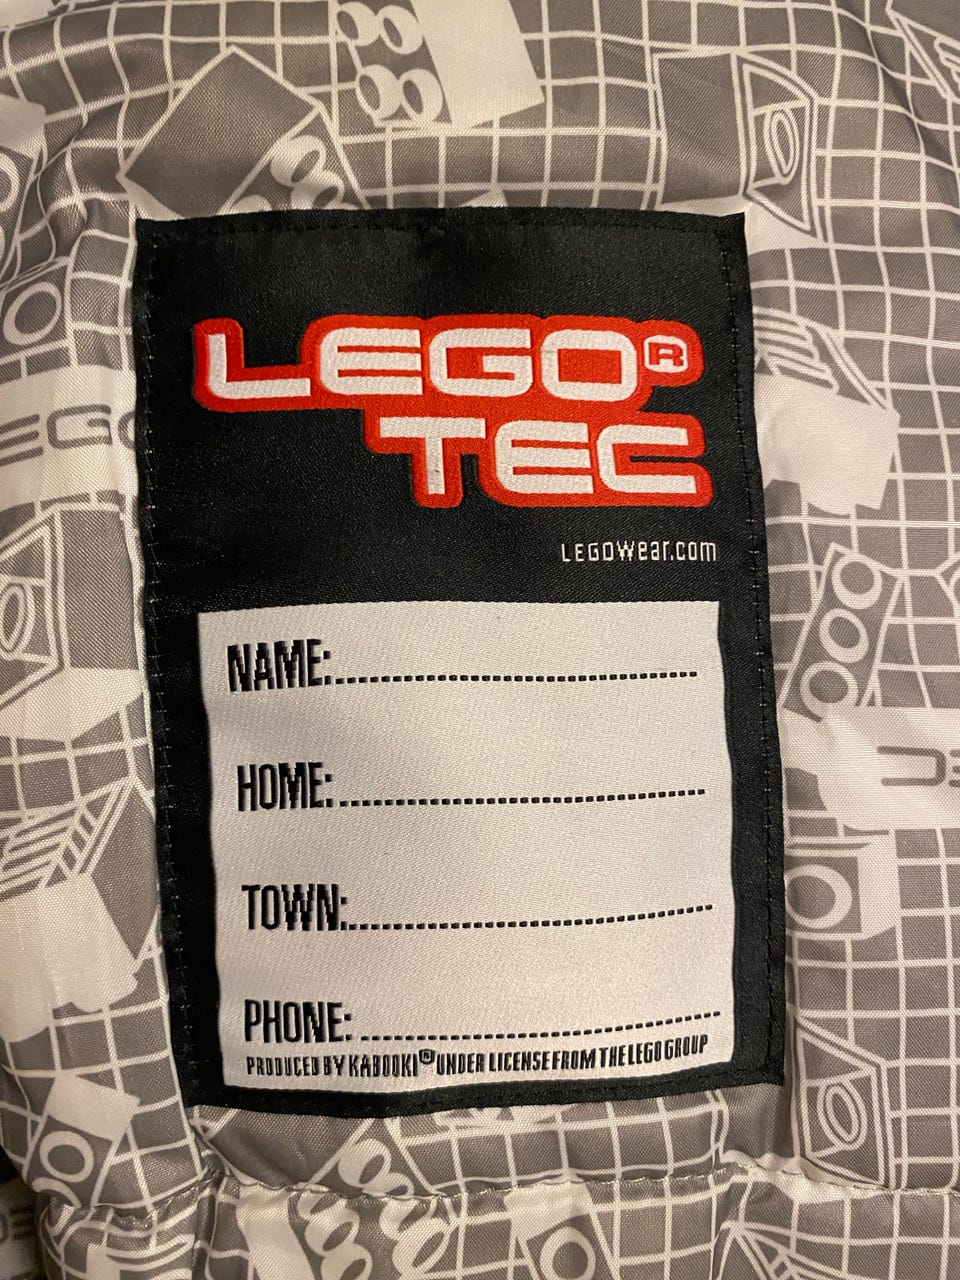 LEGO®
TEC
LEGOWear.com
NAME:
HOME:
TOWN:
PHONE:
PRODUCED BY KABOOKI® UNDER LICENSE FROM THE LEGO GROUP